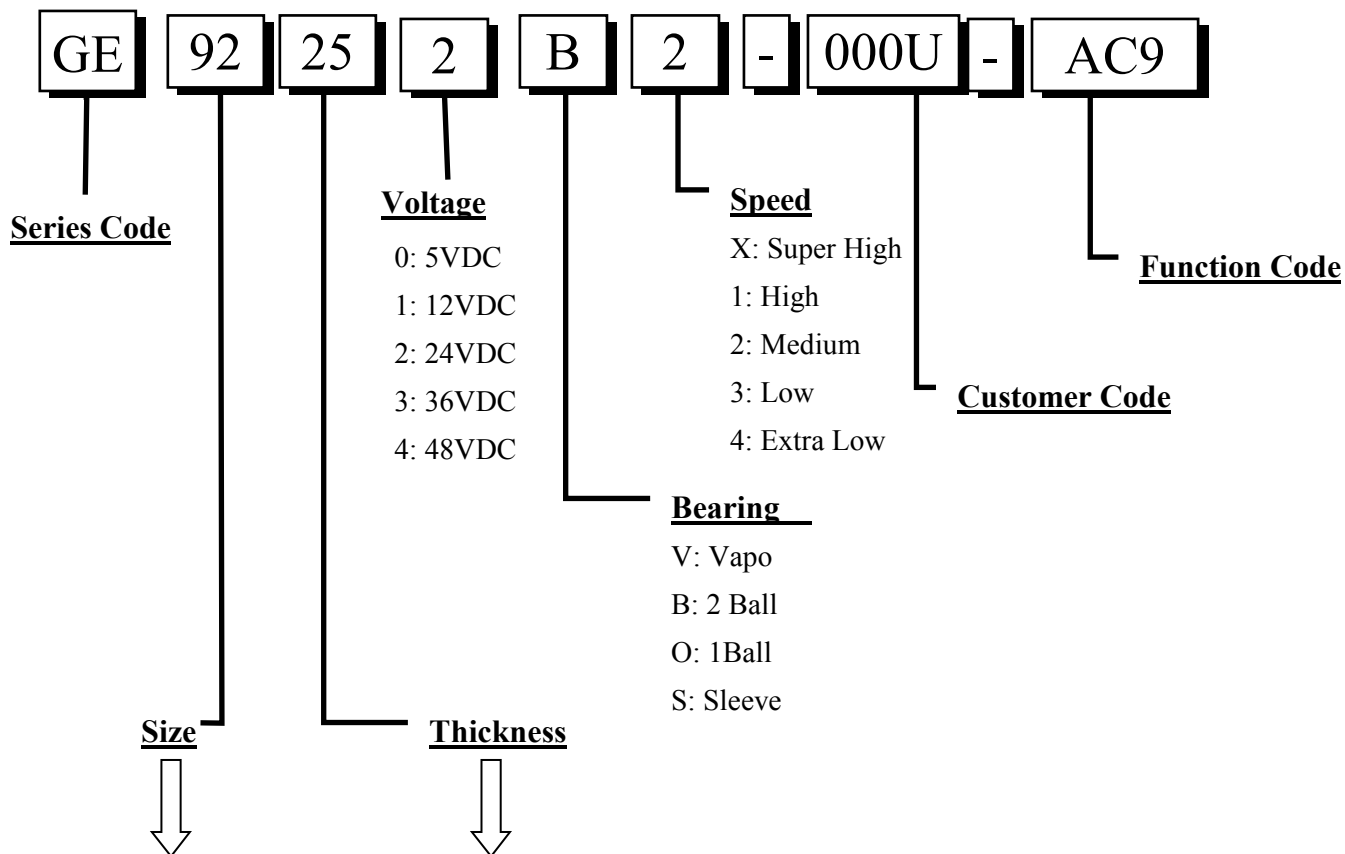 GE 92 25 2 B 2 - 000U - AC9
Series Code
Voltage
0: 5VDC
1: 12VDC
2: 24VDC
3: 36VDC
4: 48VDC
Speed
X: Super High
1: High
2: Medium
3: Low
4: Extra Low
Function Code
Customer Code
Bearing
V: Vapo
B: 2 Ball
O: 1Ball
S: Sleeve
Size
Thickness